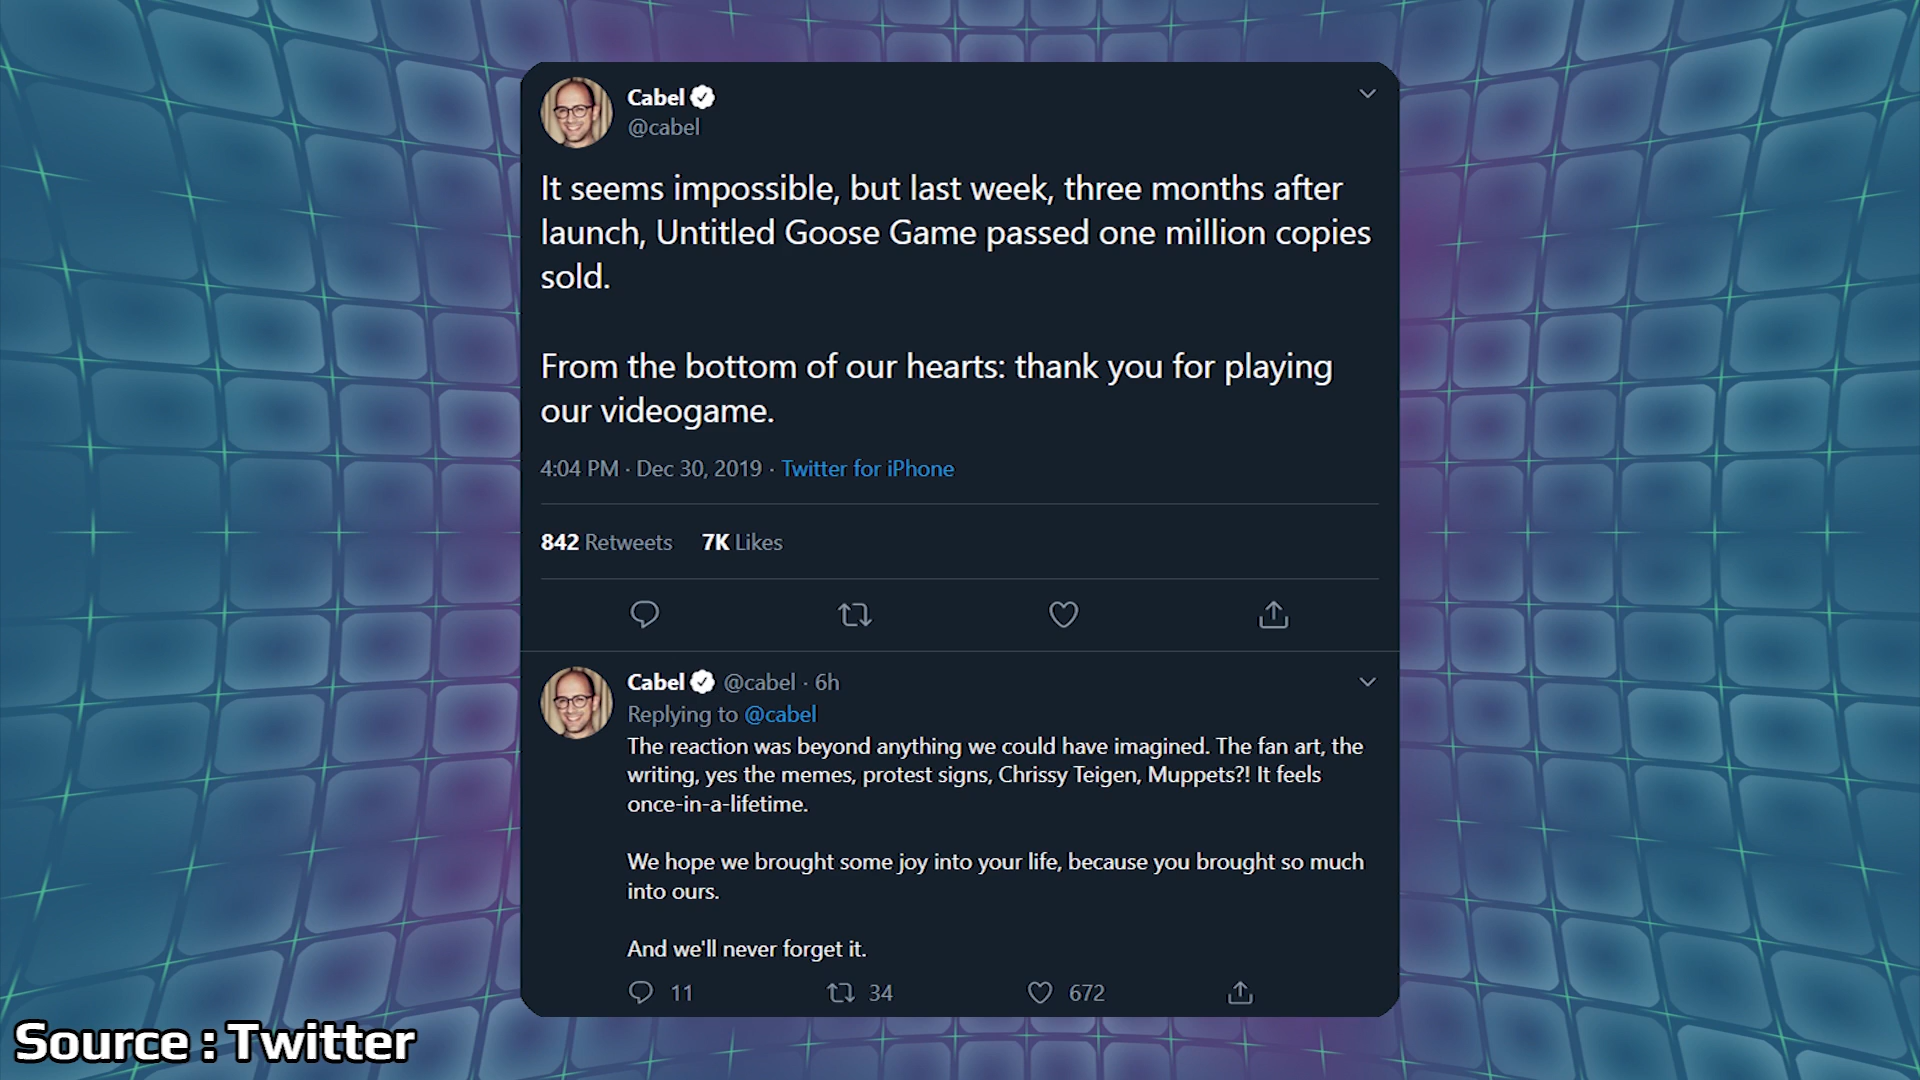 Cabel
@cabel
It seems impossible, but last week, three months after
launch, Untitled Goose Game passed one million copies
sold.
From the bottom of our hearts: thank you for playing
our videogame.
4:04 PM · Dec 30, 2019 · Twitter for iPhone
842 Retweets 7K Likes
Cabel @cabel · 6h
Replying to @cabel
The reaction was beyond anything we could have imagined. The fan art, the
writing, yes the memes, protest signs, Chrissy Teigen, Muppets?! It feels
once-in-a-lifetime.
We hope we brought some joy into your life, because you brought so much
into ours.
And we'll never forget it.
11 34 672
Source : Twitter